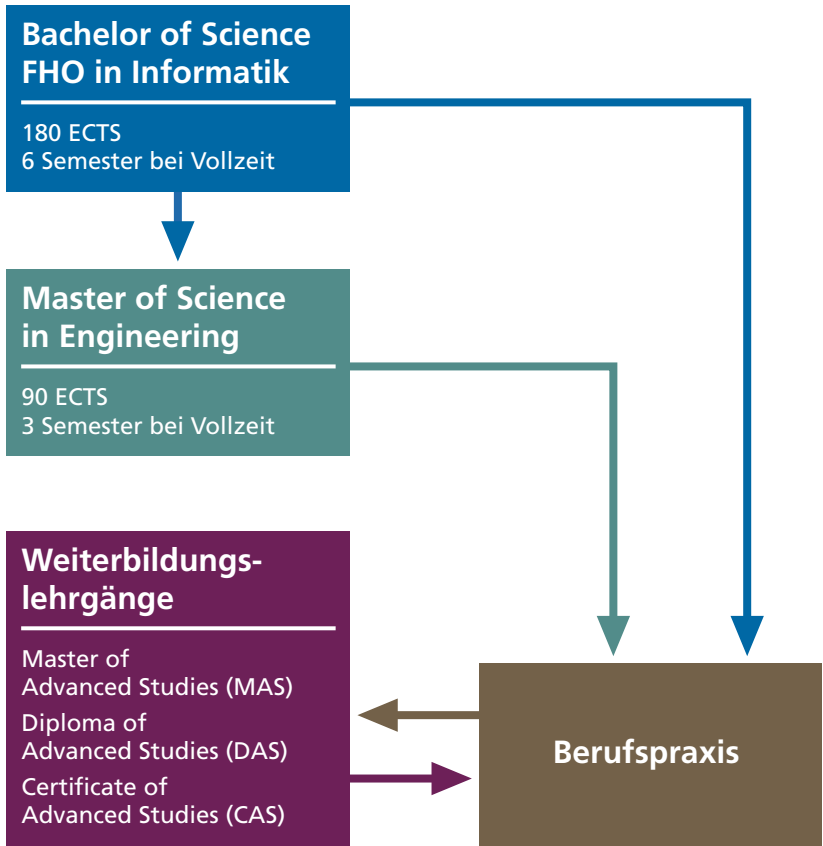 Bachelor of Science
FHO in Informatik
180 ECTS
6 Semester bei Vollzeit
Master of Science
in Engineering
90 ECTS
3 Semester bei Vollzeit
Weiterbildungs-
lehrgänge
Master of
Advanced Studies (MAS)
Diploma of
Advanced Studies (DAS)
Certificate of
Advanced Studies (CAS)
Berufspraxis